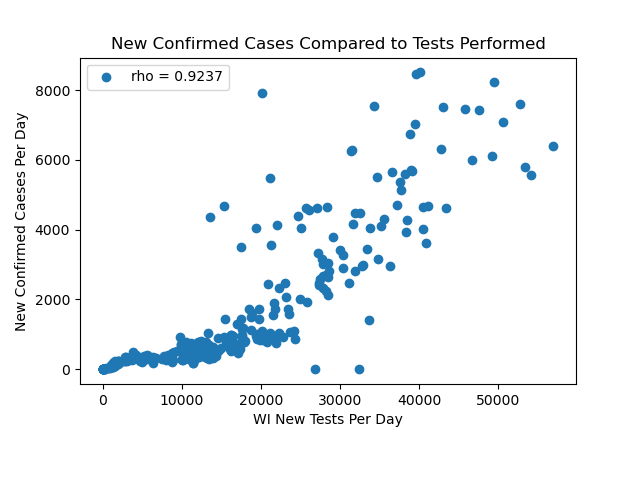 New Confirmed Cases Compared to Tests Performed
rho = 0.9237
New Confirmed Caeses Per Day
8000
6000
4000
2000
0
0 10000 20000 30000 40000 50000
WI New Tests Per Day